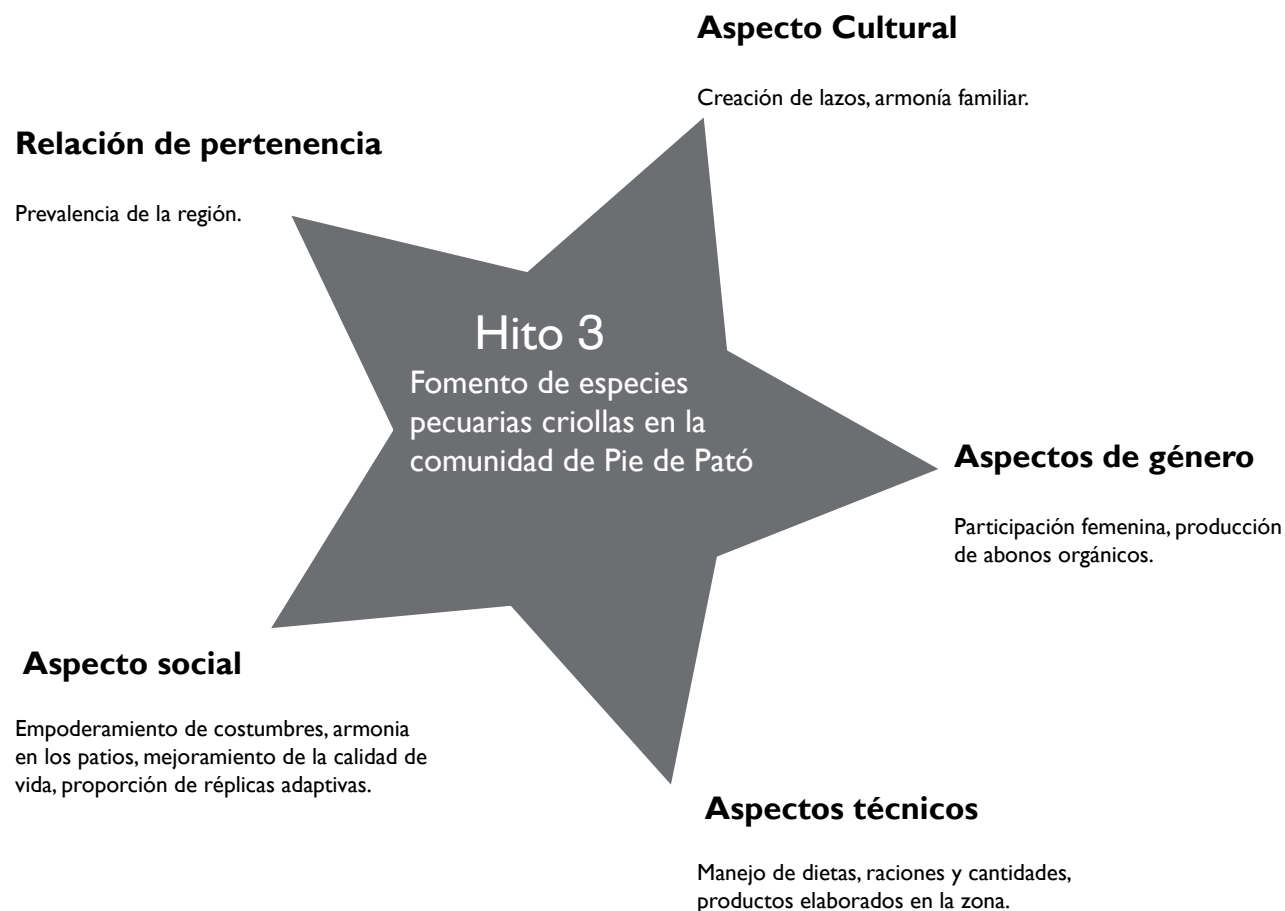 Aspecto Cultural
Creación de lazos, armonía familiar.
Relación de pertenencia
Prevalencia de la región.
Hito 3
Fomento de especies
pecuarias criollas en la
comunidad de Pie de Pató
Aspectos de género
Participación femenina, producción
de abonos orgánicos.
Aspecto social
Empoderamiento de costumbres, armonia
en los patios, mejoramiento de la calidad de
vida, proporción de réplicas adaptivas.
Aspectos técnicos
Manejo de dietas, raciones y cantidades,
productos elaborados en la zona.